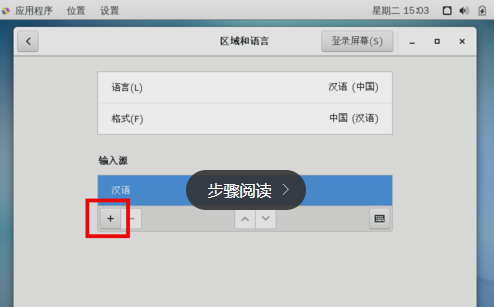 应用程序 位置 设置 星期二 15:03
区域和语言 登录屏幕(S)
语言(L) 汉语 (中国)
格式(F) 中国 (汉语)
输入源
汉语
步骤阅读